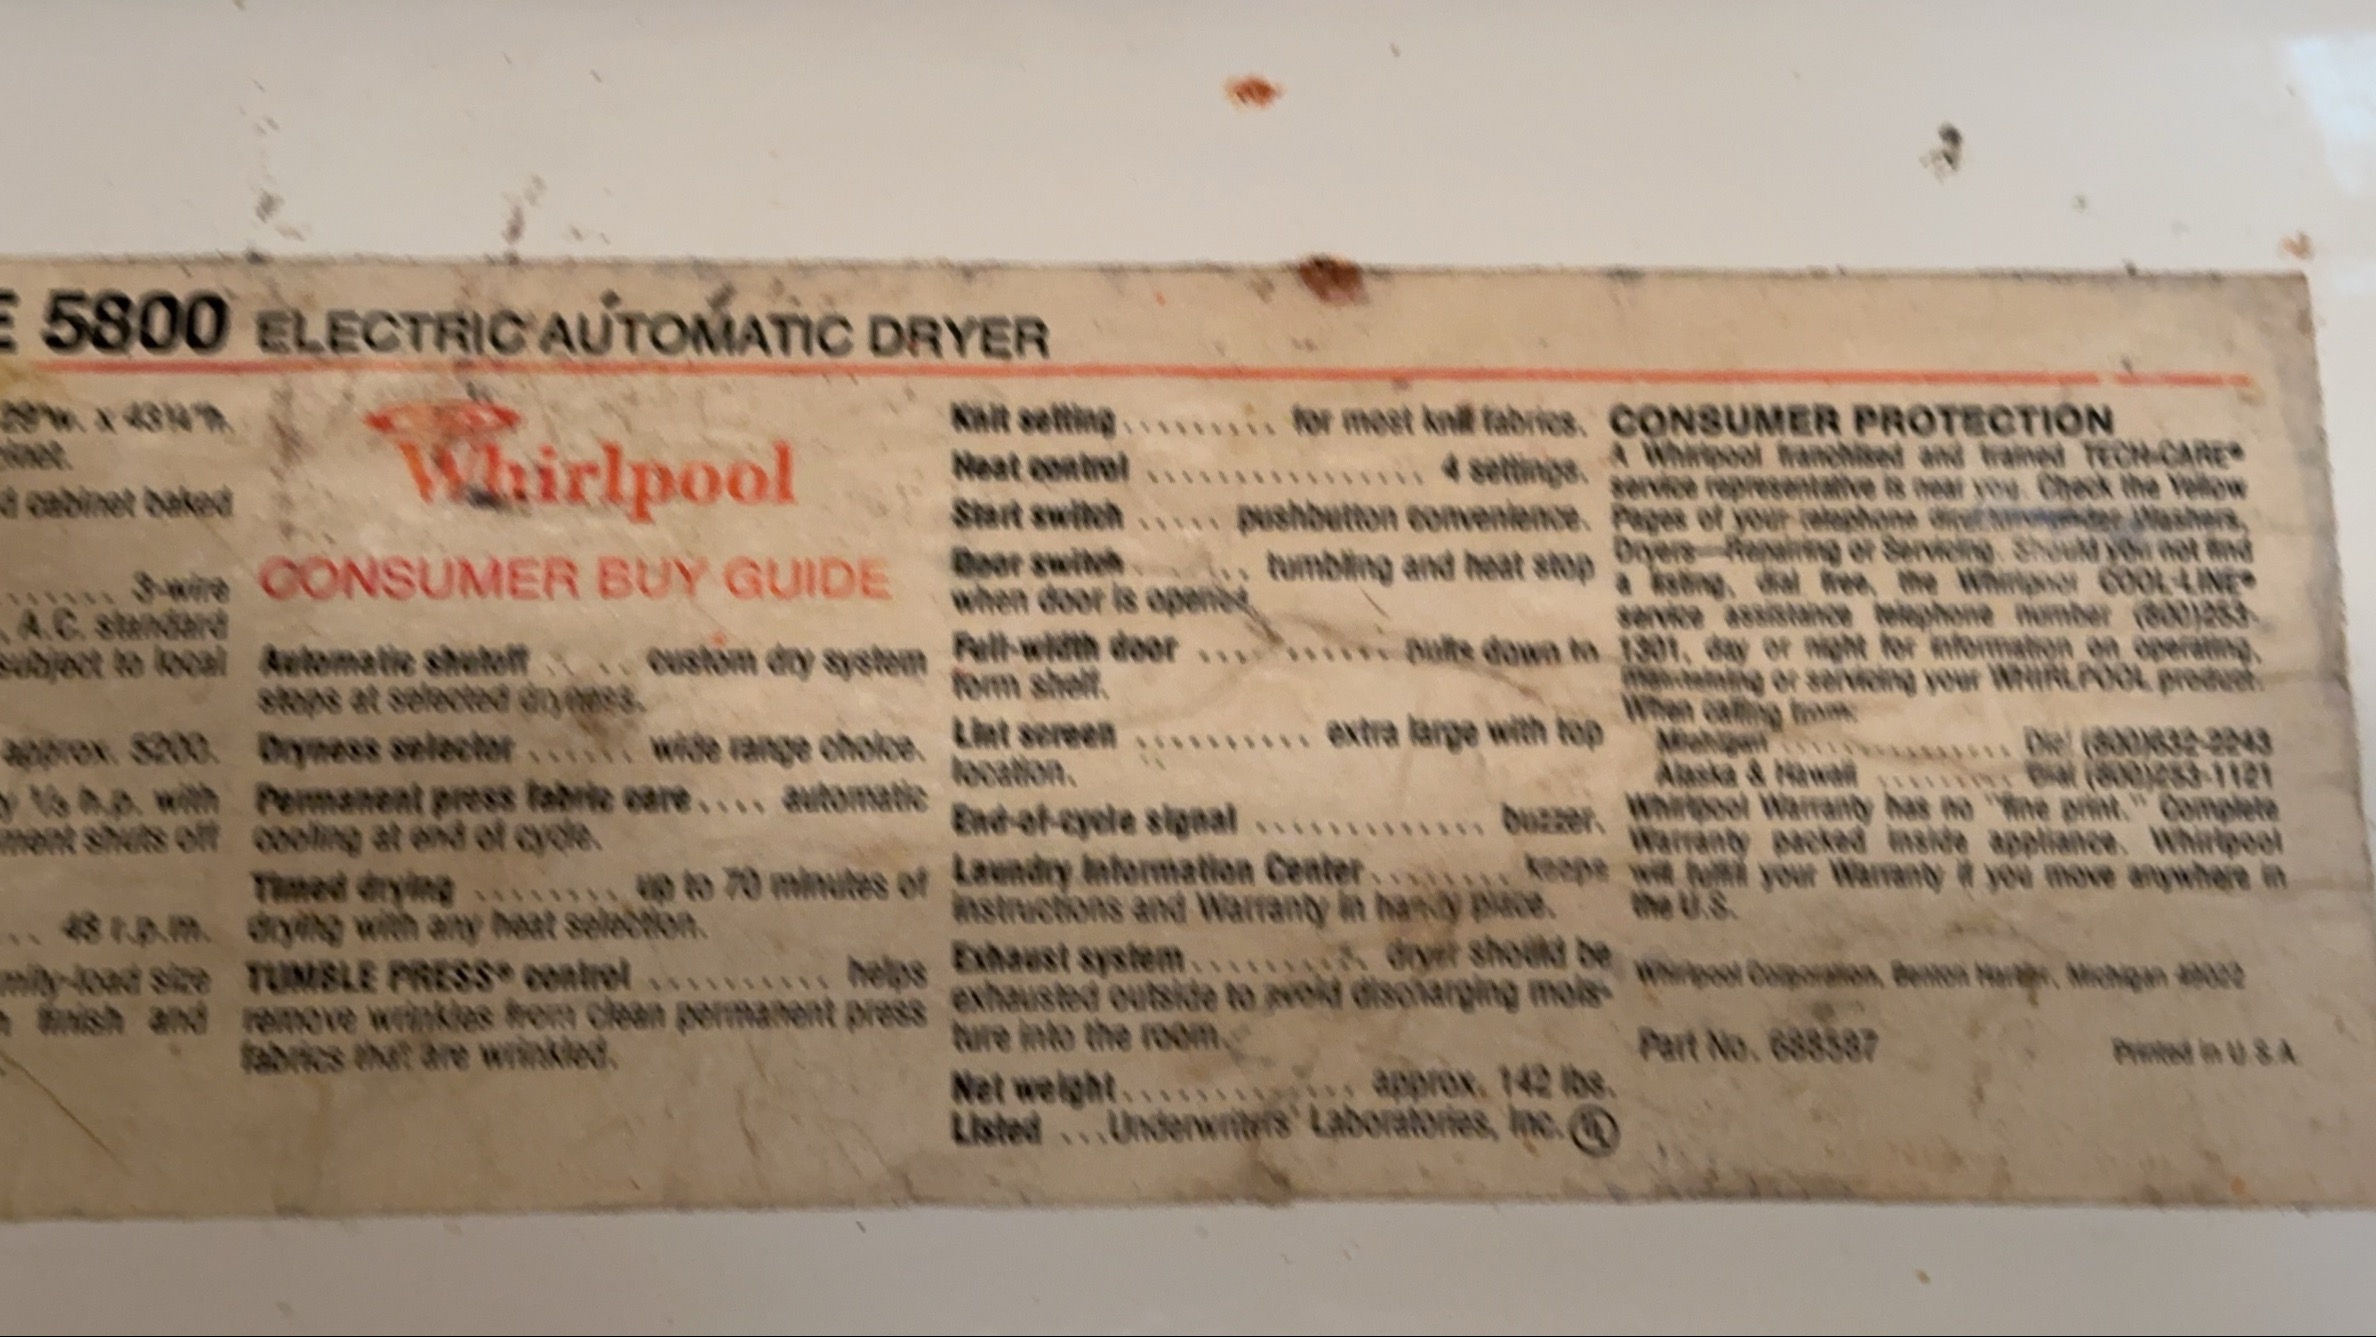 E 5800 ELECTRIC AUTOMATIC DRYER
29"w. x 43¼"h.
d cabinet baked
...... 3-wire
, A.C. standard
subject to local
approx. 5200.
y ⅓ h.p. with
ment shuts off
.. 48 r.p.m.
mily-load size
finish and
Whirlpool
CONSUMER BUY GUIDE
Automatic shutoff ..... custom dry system
stops at selected dryness.
Dryness selector ...... wide range choice.
Permanent press fabric care.... automatic
cooling at end of cycle.
Timed drying ........ up to 70 minutes of
drying with any heat selection.
TUMBLE PRESS® control .......... helps
remove wrinkles from clean permanent press
fabrics that are wrinkled.
Knit setting......... for most knit fabrics.
Heat control ................ 4 settings.
Start switch ..... pushbutton convenience.
Door switch....... tumbling and heat stop
when door is opened.
Full-width door .......... pulls down to
form shelf.
Lint screen .......... extra large with top
location.
End-of-cycle signal ............. buzzer.
Laundry Information Center........ keeps
instructions and Warranty in handy place.
Exhaust system.......... dryer should be
exhausted outside to avoid discharging mois-
ture into the room.
Net weight.............. approx. 142 lbs.
Listed ...Underwriters' Laboratories, Inc. UL
CONSUMER PROTECTION
A Whirlpool franchised and trained TECH-CARE®
service representative is near you. Check the Yellow
Pages of your telephone directory under Washers,
Dryers—Repairing or Servicing. Should you not find
a listing, dial free, the Whirlpool COOL-LINE®
service assistance telephone number (800)253-
1301, day or night for information on operating,
maintaining or servicing your WHIRLPOOL product.
When calling from:
Michigan .............. Dial (800)632-2243
Alaska & Hawaii ......... Dial (800)253-1121
Whirlpool Warranty has no "fine print." Complete
Warranty packed inside appliance. Whirlpool
will fulfill your Warranty if you move anywhere in
the U.S.
Whirlpool Corporation, Benton Harbor, Michigan 49022
Part No. 688587
Printed in U.S.A.